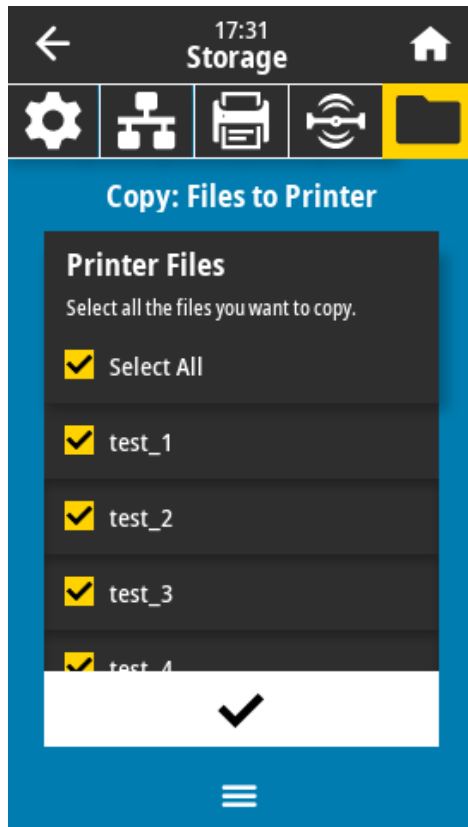 17:31
Storage
Copy: Files to Printer
Printer Files
Select all the files you want to copy.
Select All
test_1
test_2
test_3
test_4